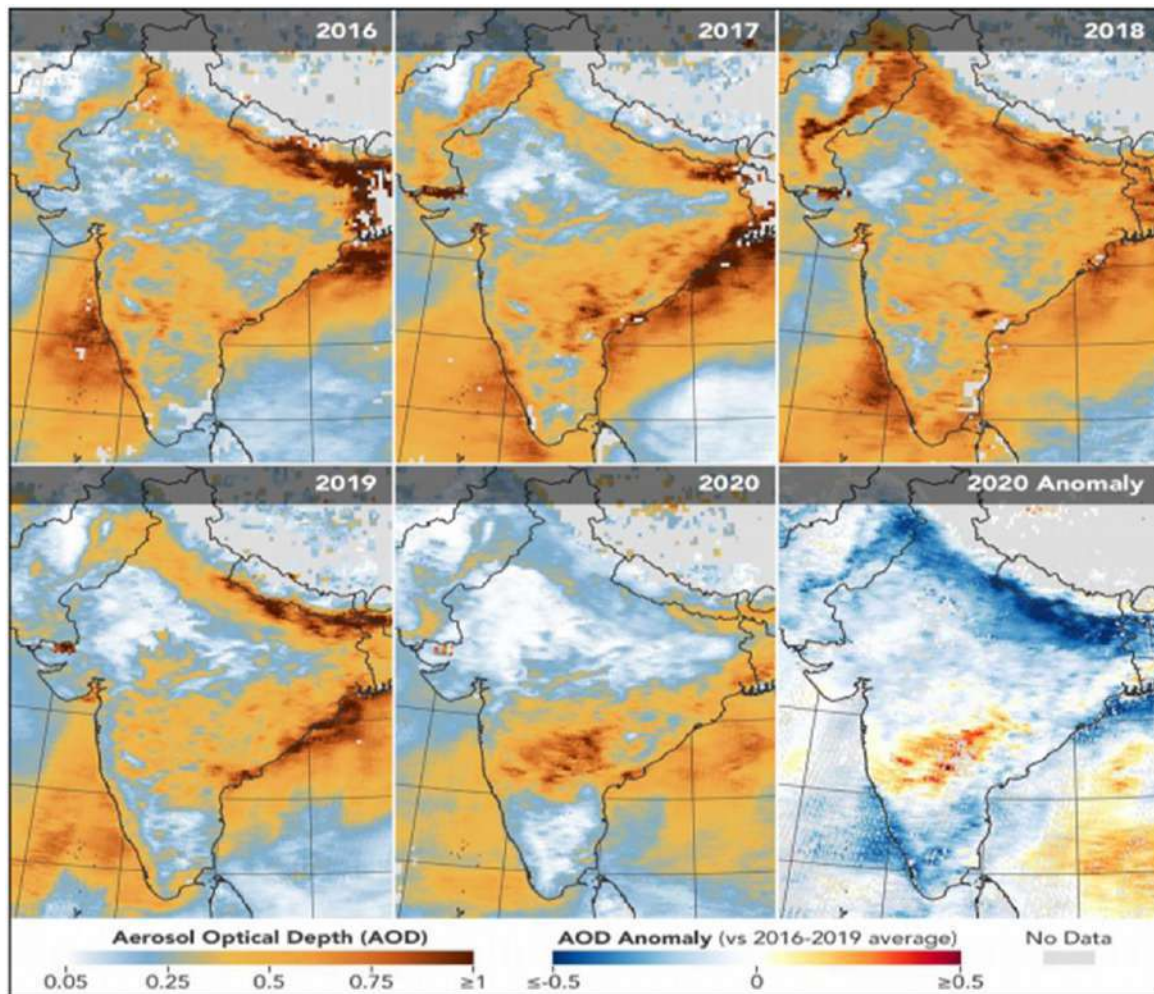 2016
2017
2018
2019
2020
2020 Anomaly
Aerosol Optical Depth (AOD)
0.05 0.25 0.5 0.75 ≥1
AOD Anomaly (vs 2016-2019 average)
≤-0.5 0 ≥0.5
No Data